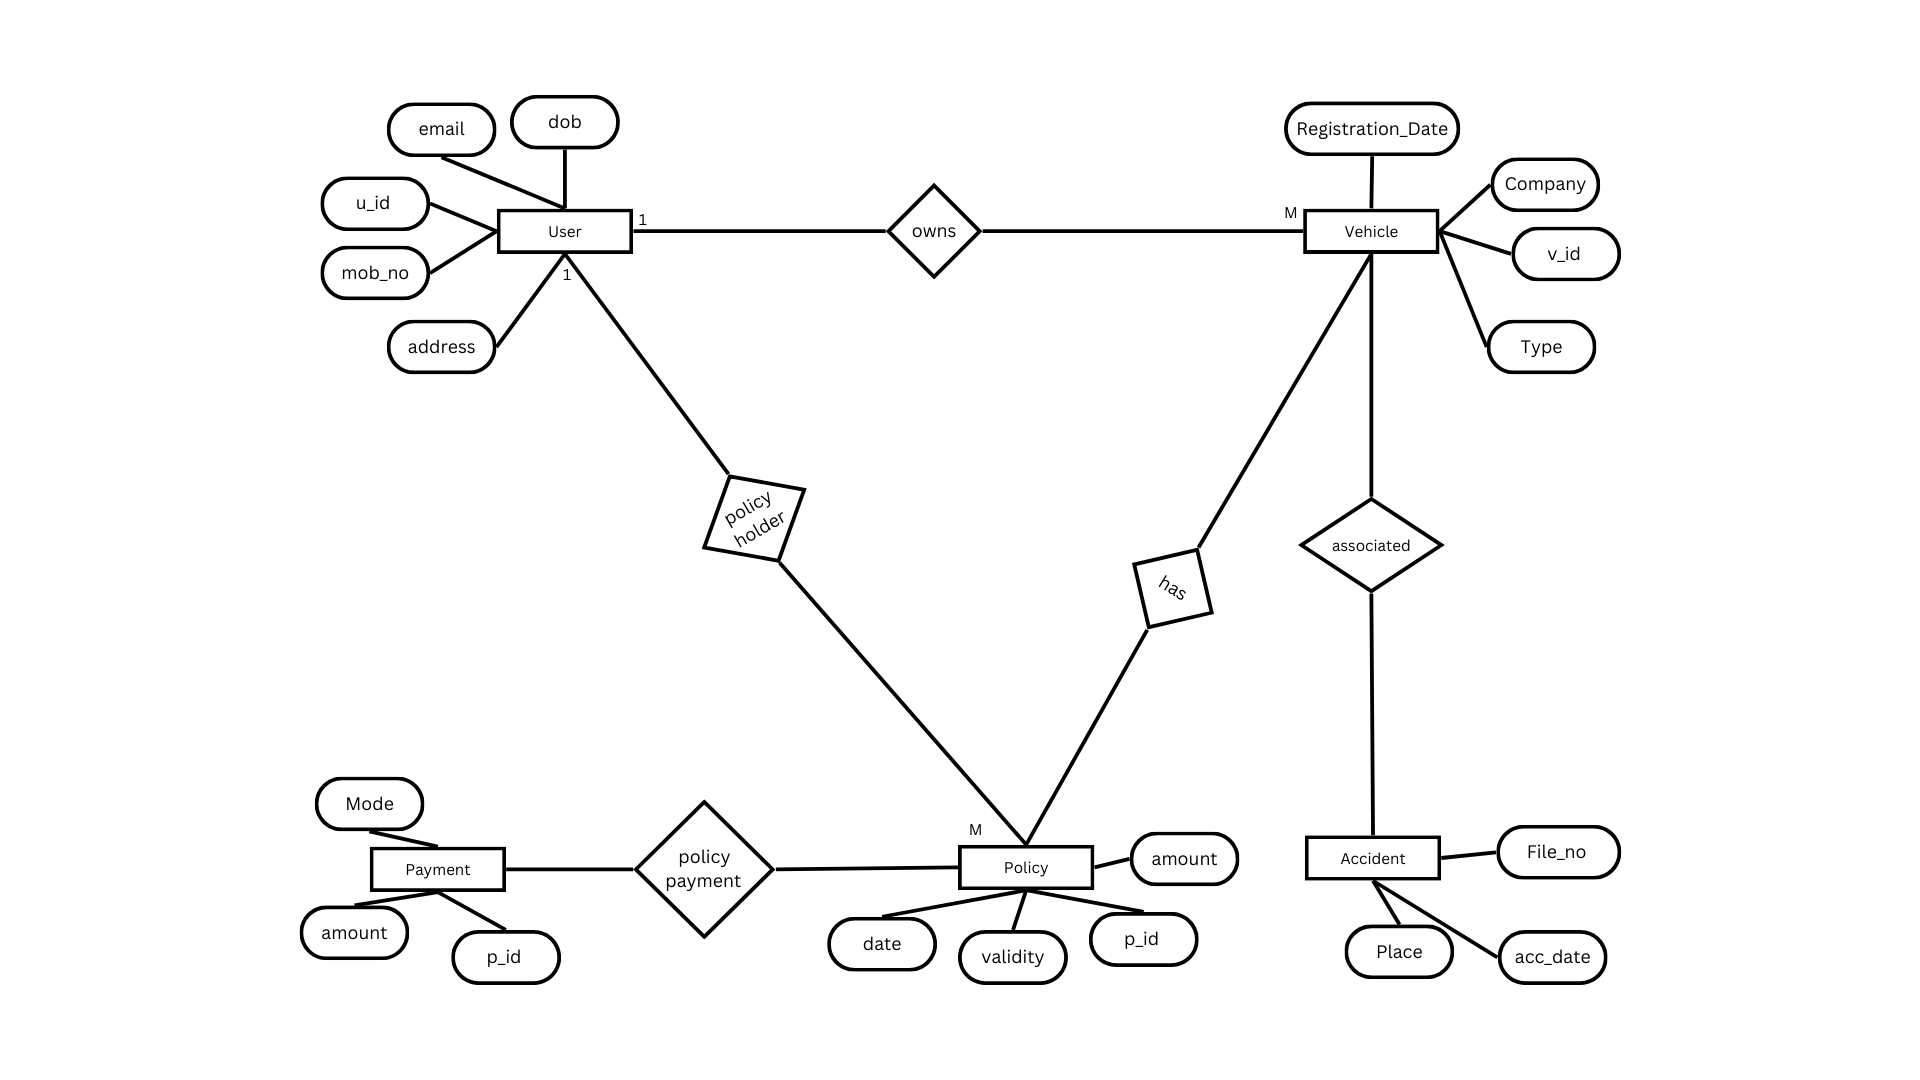 email
dob
Registration_Date
Company
u_id
User
1
owns
M
Vehicle
v_id
mob_no
1
address
Type
policy
holder
associated
has
Mode
M
Payment
policy
payment
Policy
amount
Accident
File_no
amount
p_id
date
validity
p_id
Place
acc_date